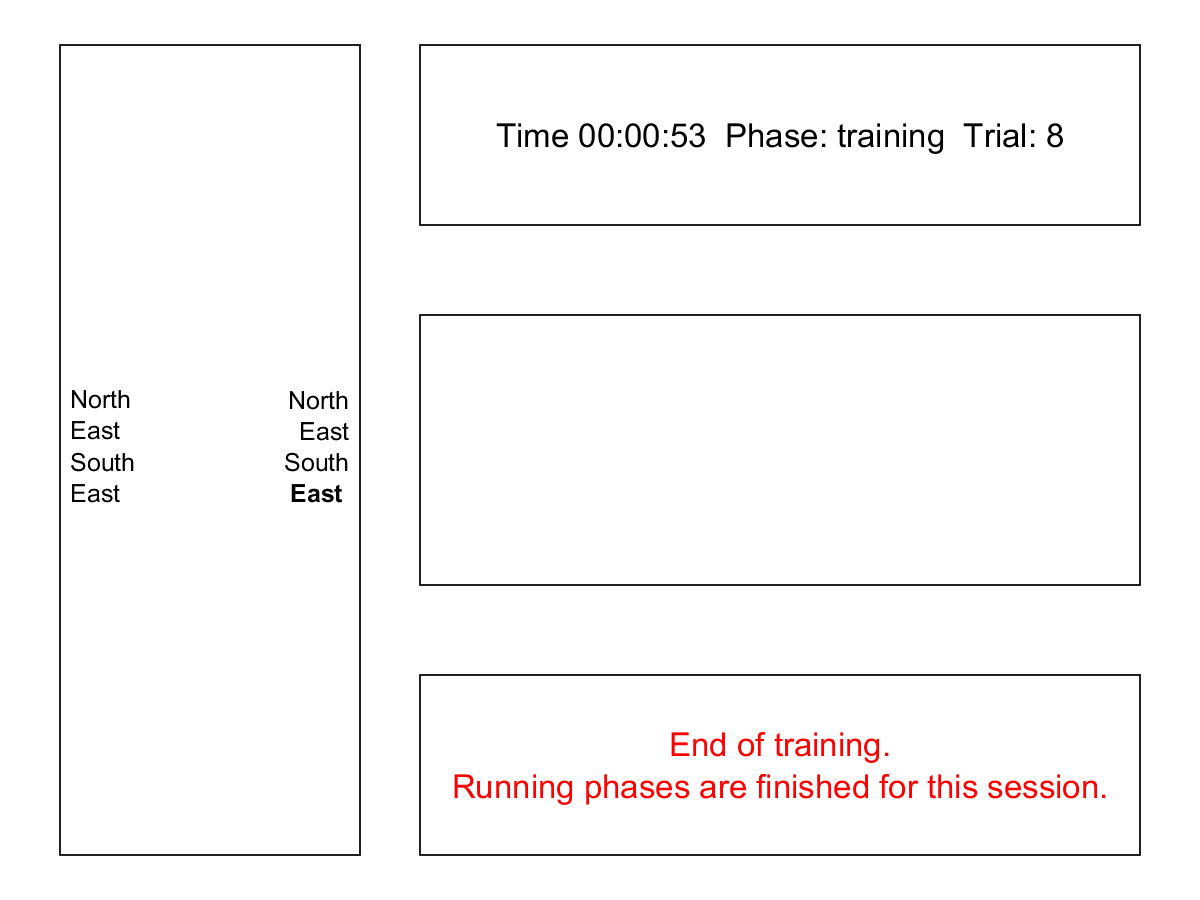 North North
East East
South South
East East
Time 00:00:53 Phase: training Trial: 8
End of training.
Running phases are finished for this session.